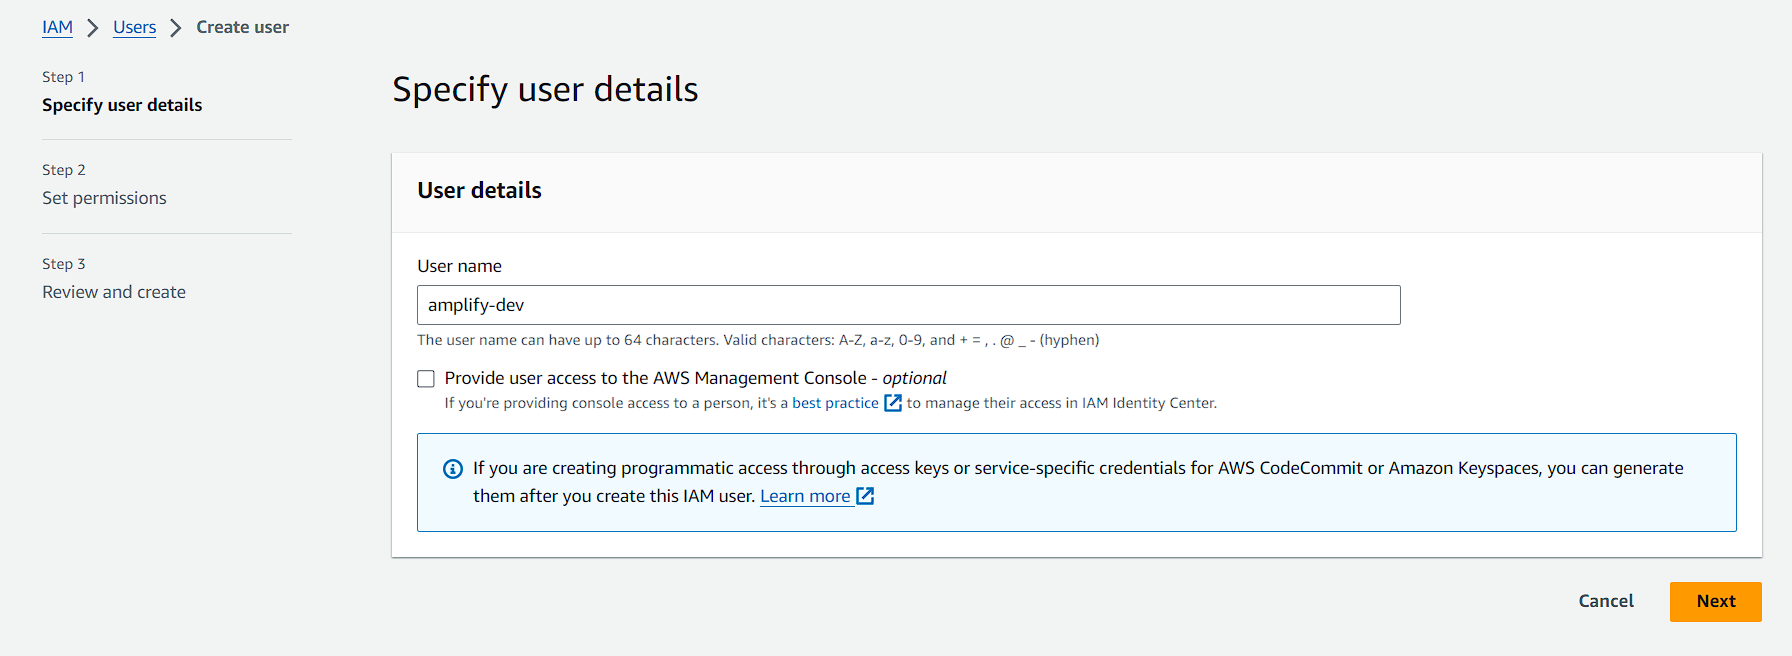 IAM > Users > Create user
Step 1
Specify user details
Step 2
Set permissions
Step 3
Review and create
Specify user details
User details
User name
amplify-dev
The user name can have up to 64 characters. Valid characters: A-Z, a-z, 0-9, and + = , . @ _ - (hyphen)
Provide user access to the AWS Management Console - optional
If you're providing console access to a person, it's a best practice to manage their access in IAM Identity Center.
If you are creating programmatic access through access keys or service-specific credentials for AWS CodeCommit or Amazon Keyspaces, you can generate
them after you create this IAM user. Learn more
Cancel
Next